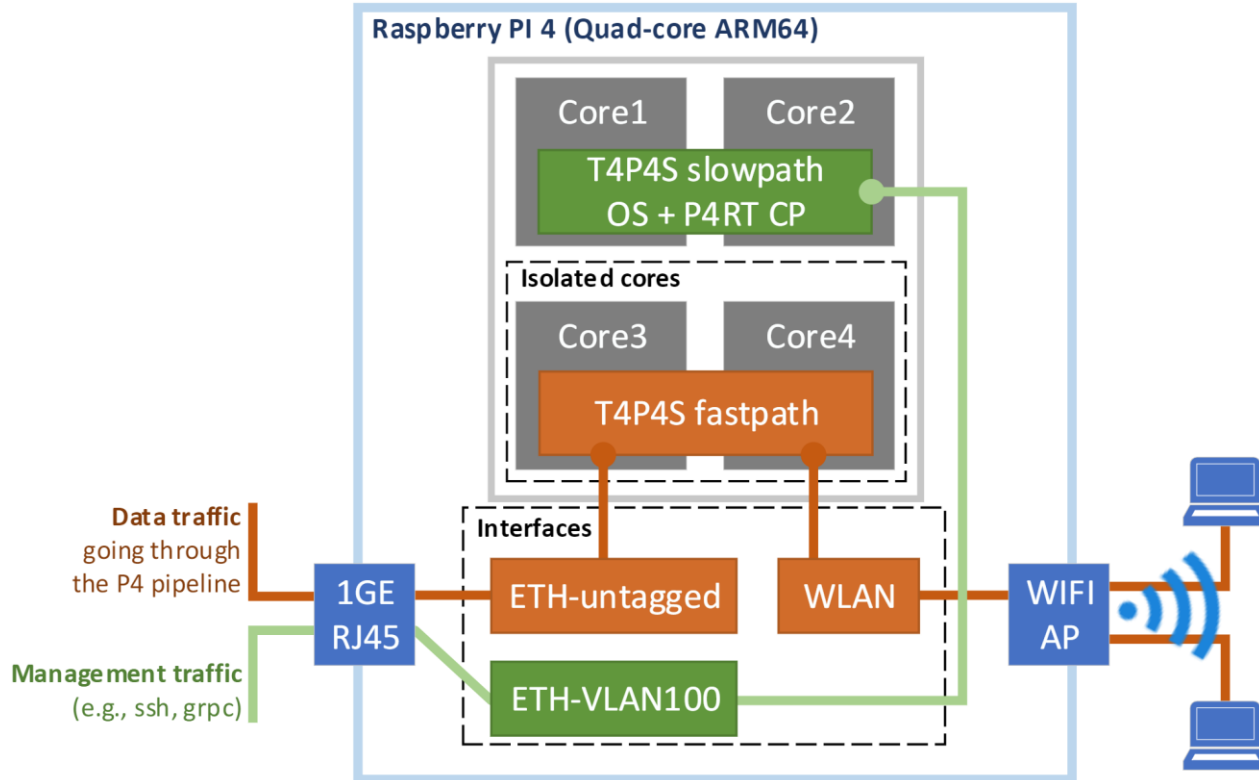 Raspberry PI 4 (Quad-core ARM64)
Core1
Core2
T4P4S slowpath
OS + P4RT CP
Isolated cores
Core3
Core4
T4P4S fastpath
Data traffic
going through
the P4 pipeline
Interfaces
1GE
RJ45
ETH-untagged
WLAN
WIFI
AP
Management traffic
(e.g., ssh, grpc)
ETH-VLAN100